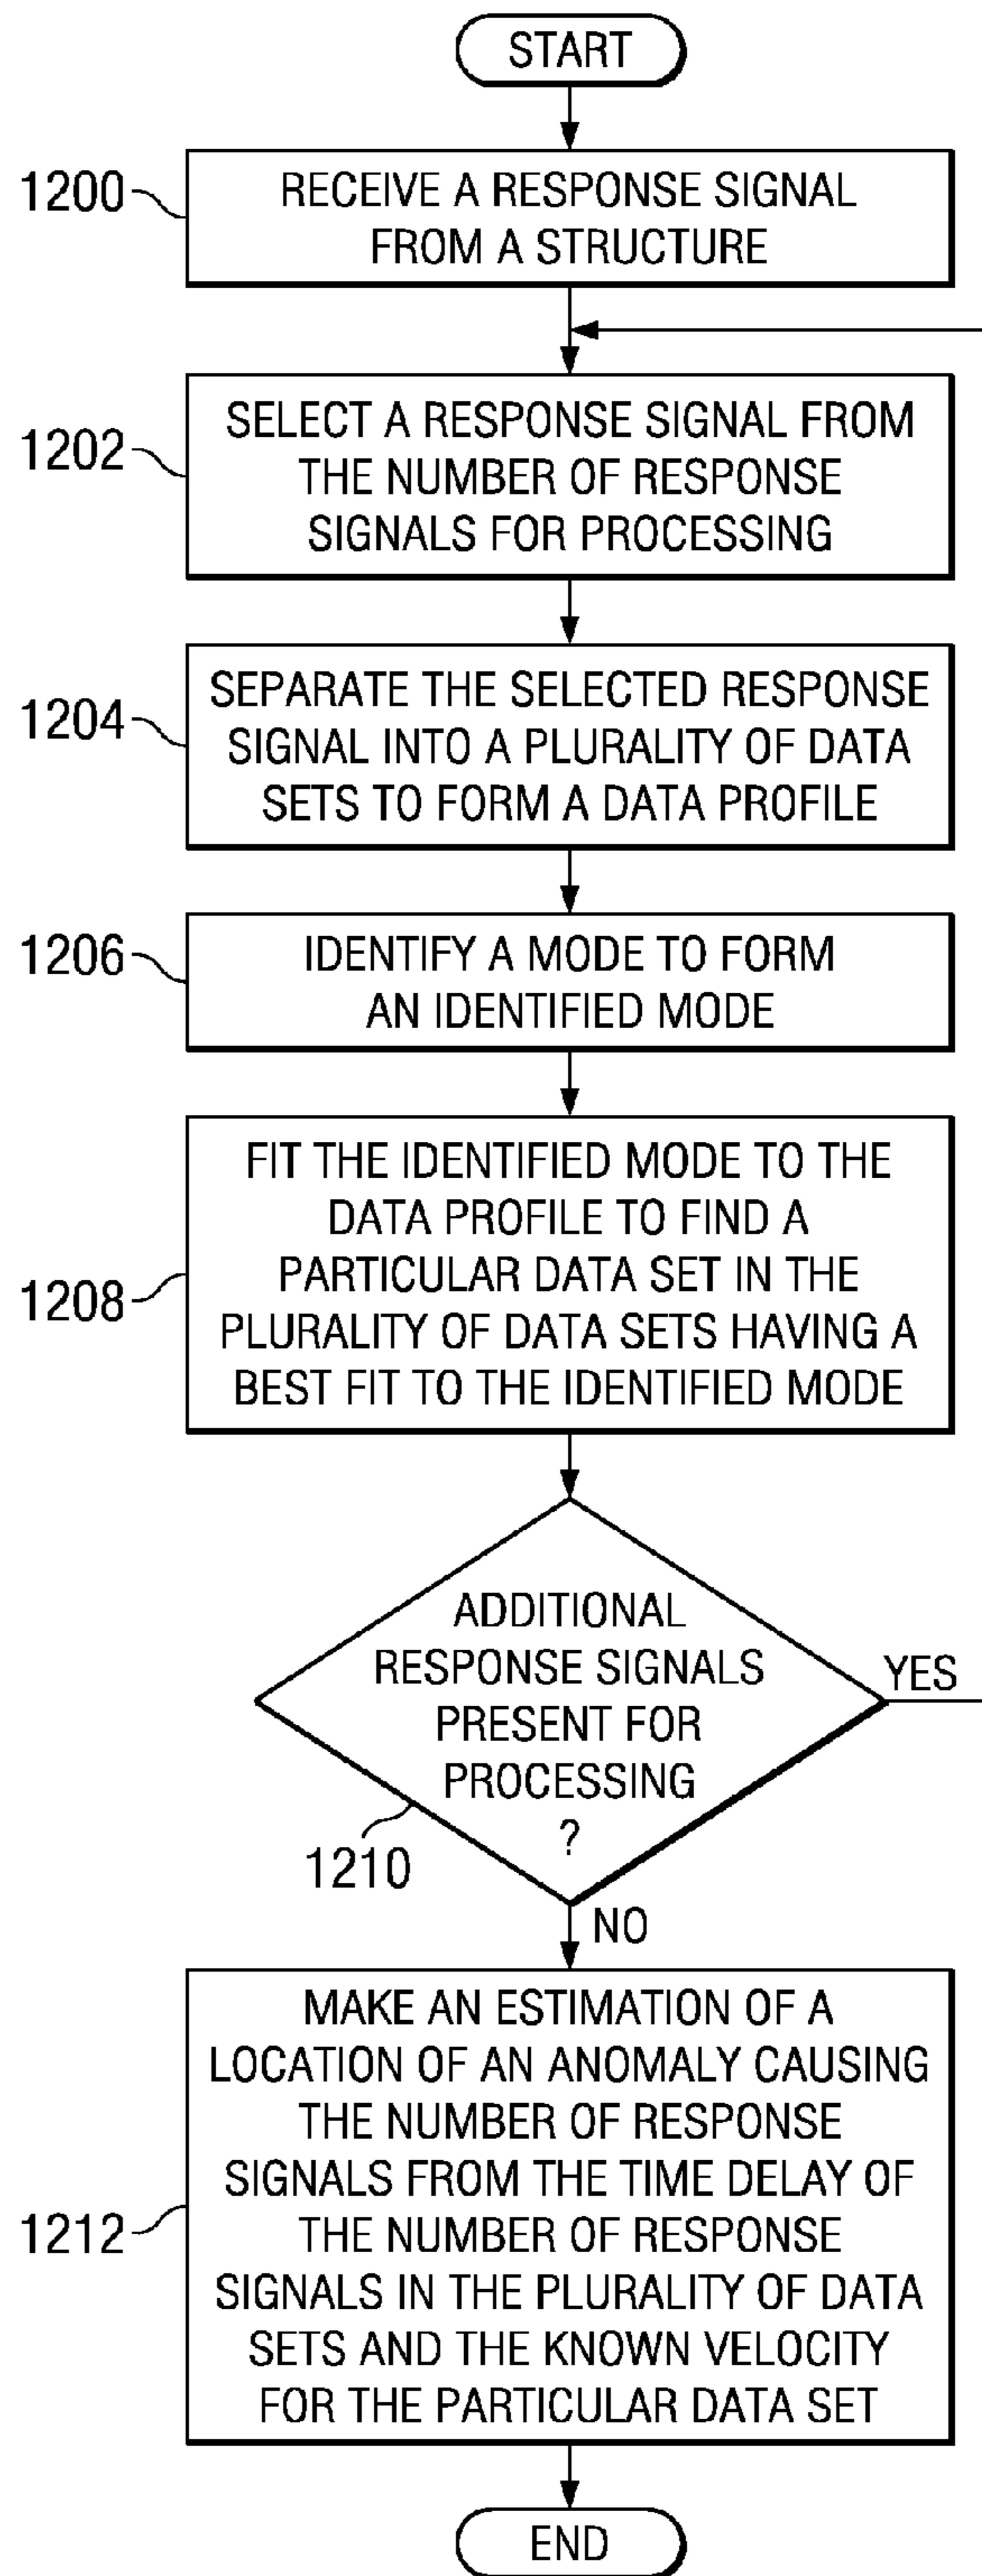 START
1200
RECEIVE A RESPONSE SIGNAL
FROM A STRUCTURE
1202
SELECT A RESPONSE SIGNAL FROM
THE NUMBER OF RESPONSE
SIGNALS FOR PROCESSING
1204
SEPARATE THE SELECTED RESPONSE
SIGNAL INTO A PLURALITY OF DATA
SETS TO FORM A DATA PROFILE
1206
IDENTIFY A MODE TO FORM
AN IDENTIFIED MODE
1208
FIT THE IDENTIFIED MODE TO THE
DATA PROFILE TO FIND A
PARTICULAR DATA SET IN THE
PLURALITY OF DATA SETS HAVING A
BEST FIT TO THE IDENTIFIED MODE
ADDITIONAL
RESPONSE SIGNALS
PRESENT FOR
PROCESSING
?
YES
1210
NO
1212
MAKE AN ESTIMATION OF A
LOCATION OF AN ANOMALY CAUSING
THE NUMBER OF RESPONSE
SIGNALS FROM THE TIME DELAY OF
THE NUMBER OF RESPONSE
SIGNALS IN THE PLURALITY OF DATA
SETS AND THE KNOWN VELOCITY
FOR THE PARTICULAR DATA SET
END